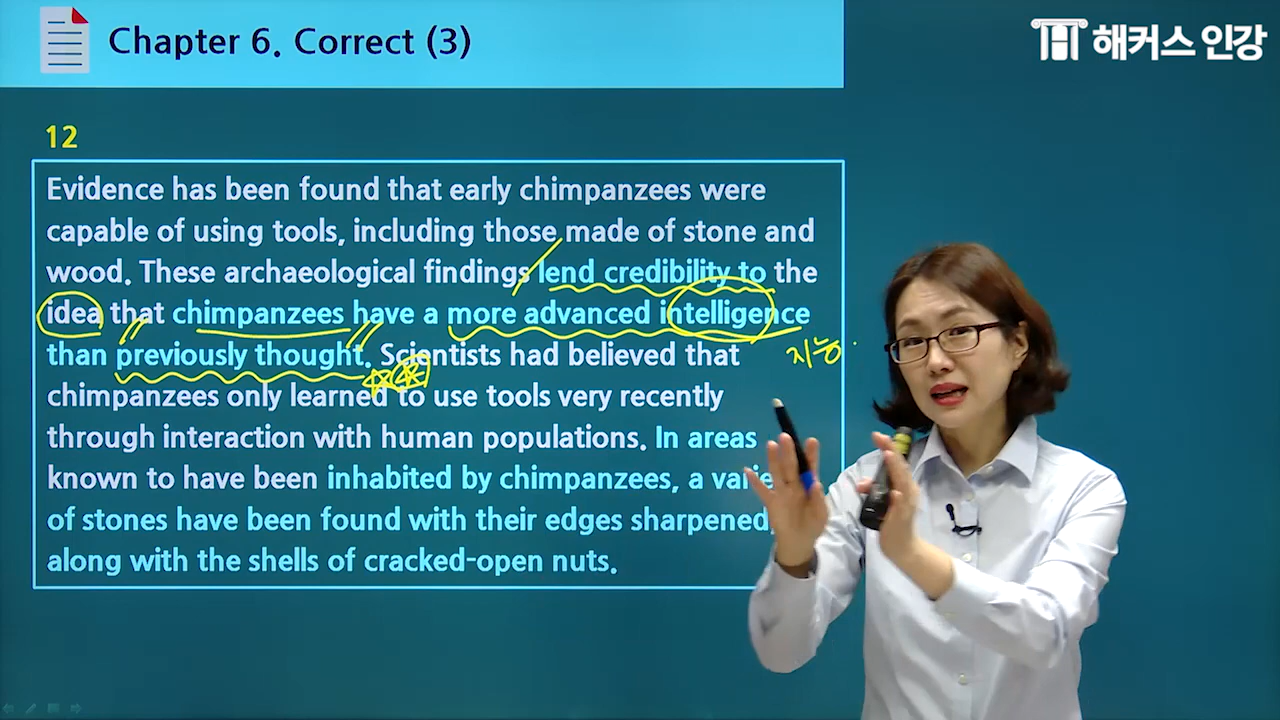 Chapter 6. Correct (3)
해커스 인강
12
Evidence has been found that early chimpanzees were
capable of using tools, including those made of stone and
wood. These archaeological findings lend credibility to the
idea that chimpanzees have a more advanced intelligence
than previously thought. Scientists had believed that
지능
chimpanzees only learned to use tools very recently
through interaction with human populations. In areas
known to have been inhabited by chimpanzees, a
of stones have been found with their edges sharpened,
along with the shells of cracked-open nuts.